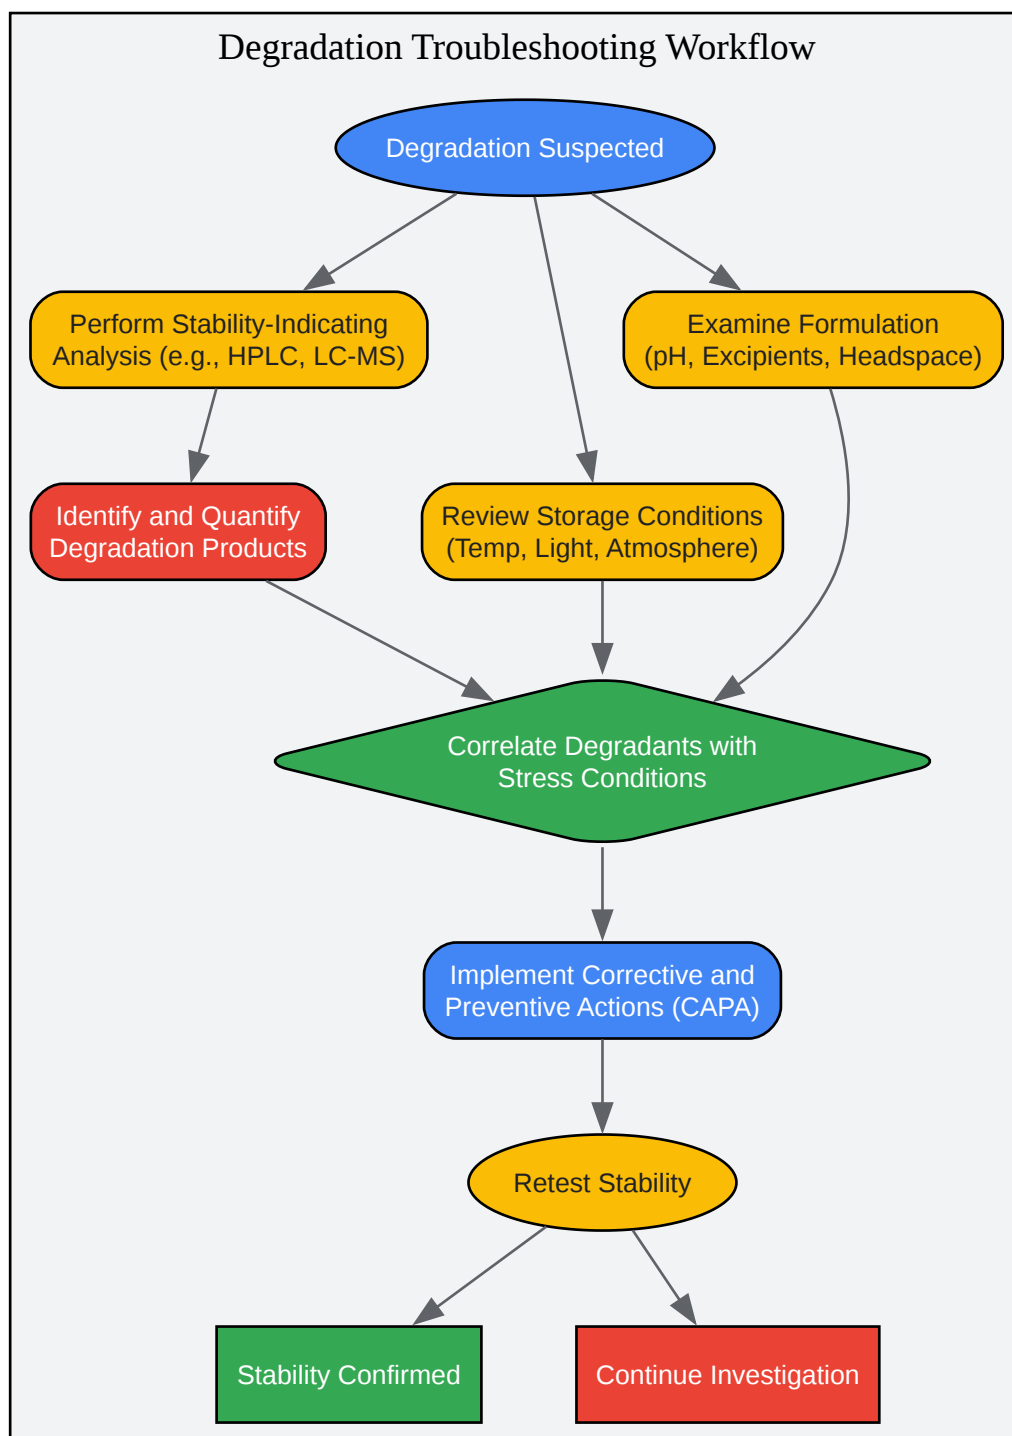 Degradation Troubleshooting Workflow
Degradation Suspected
Perform Stability-Indicating
Analysis (e.g., HPLC, LC-MS)
Examine Formulation
(pH, Excipients, Headspace)
Identify and Quantify
Degradation Products
Review Storage Conditions
(Temp, Light, Atmosphere)
Correlate Degradants with
Stress Conditions
Implement Corrective and
Preventive Actions (CAPA)
Retest Stability
Stability Confirmed
Continue Investigation